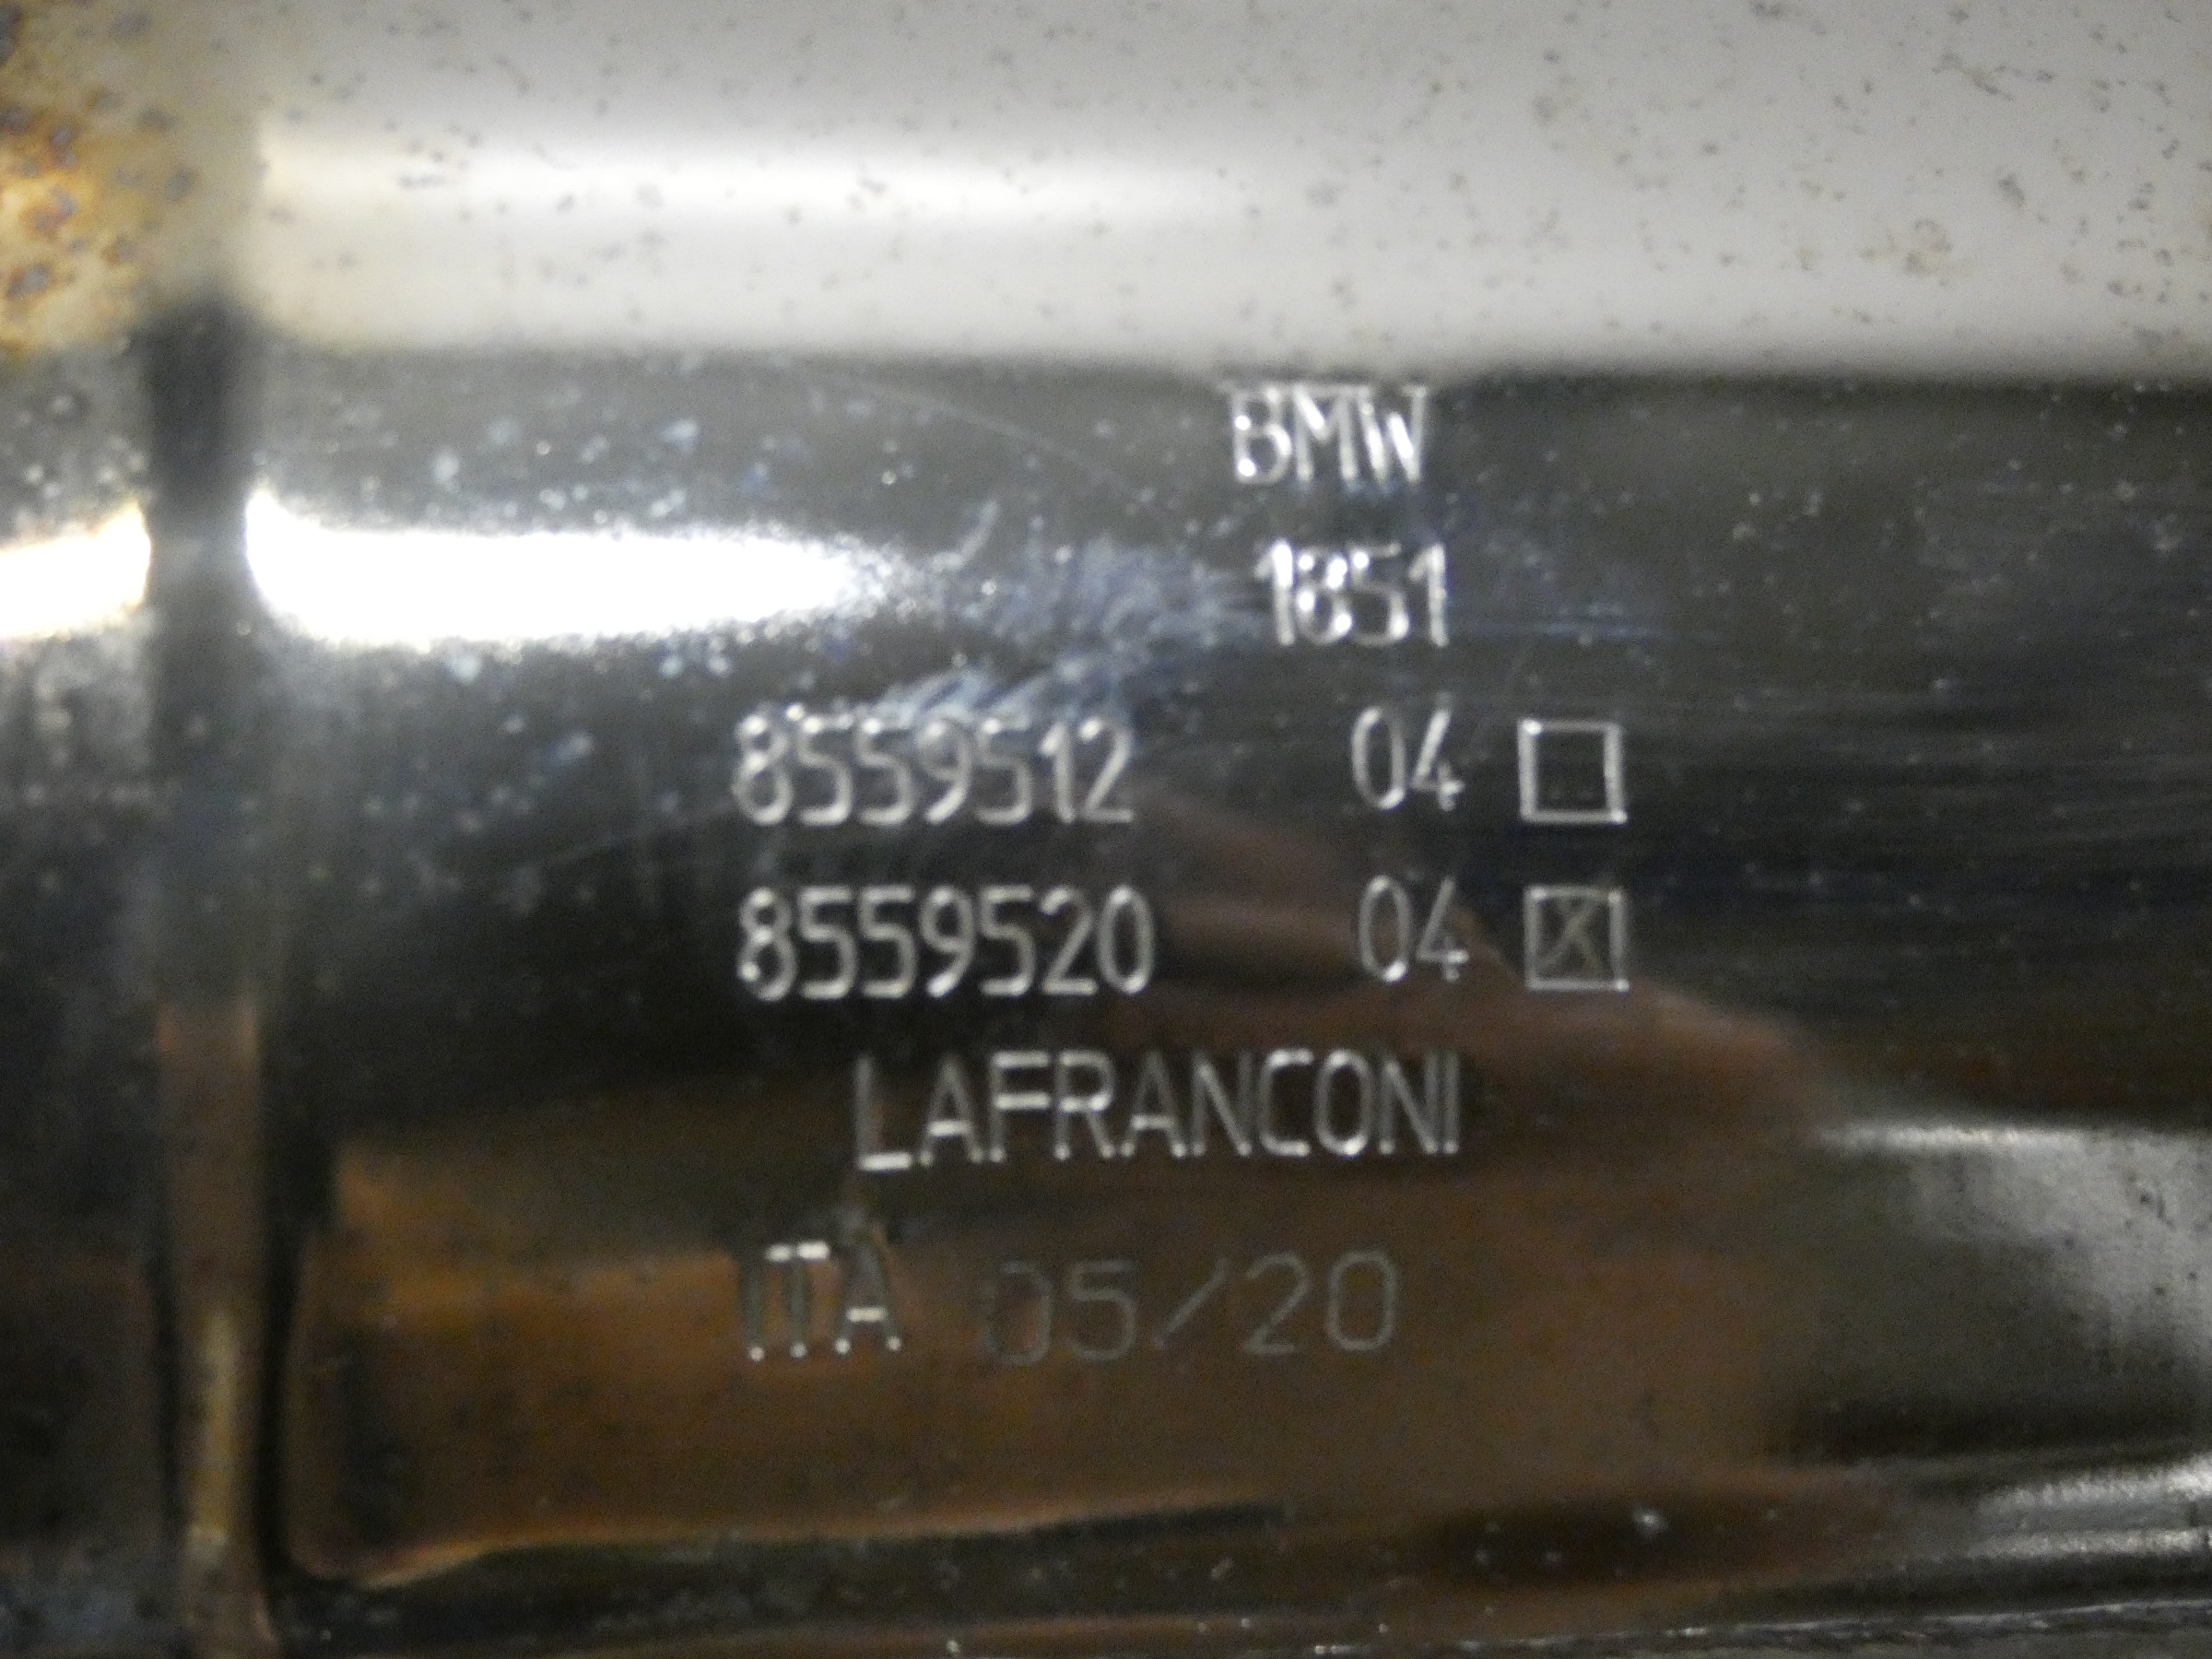 BMW
1851
8559512 04 ☐
8559520 04 ☒
LAFRANCONI
ITA 05/20